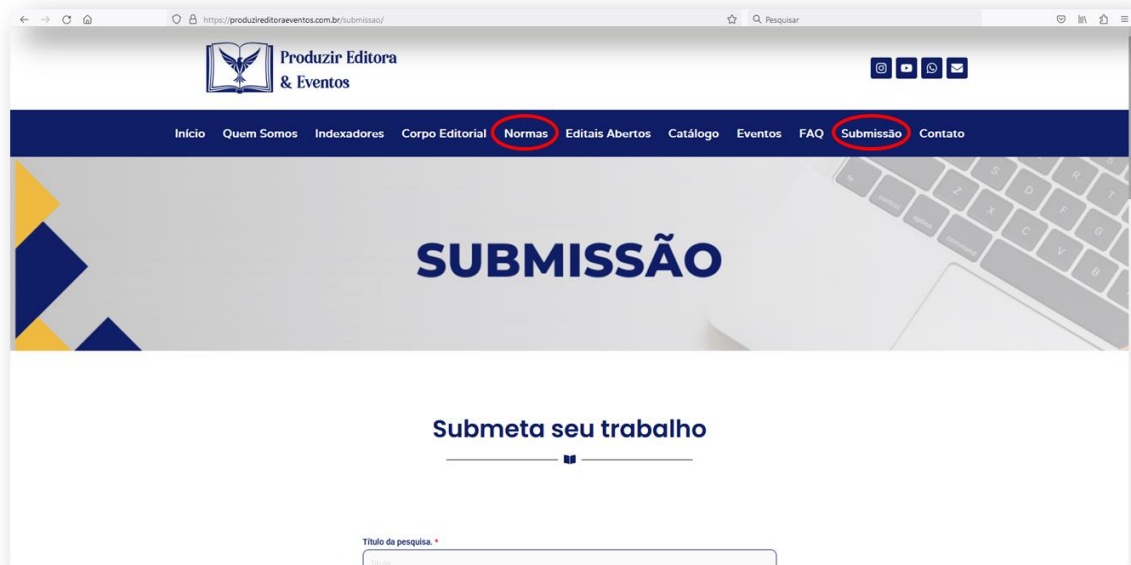 https://produzireditoraeventos.com.br/submissao/
Pesquisar
Produzir Editora
& Eventos
Início Quem Somos Indexadores Corpo Editorial Normas Editais Abertos Catálogo Eventos FAQ Submissão Contato
SUBMISSÃO
Submeta seu trabalho
Título da pesquisa. *